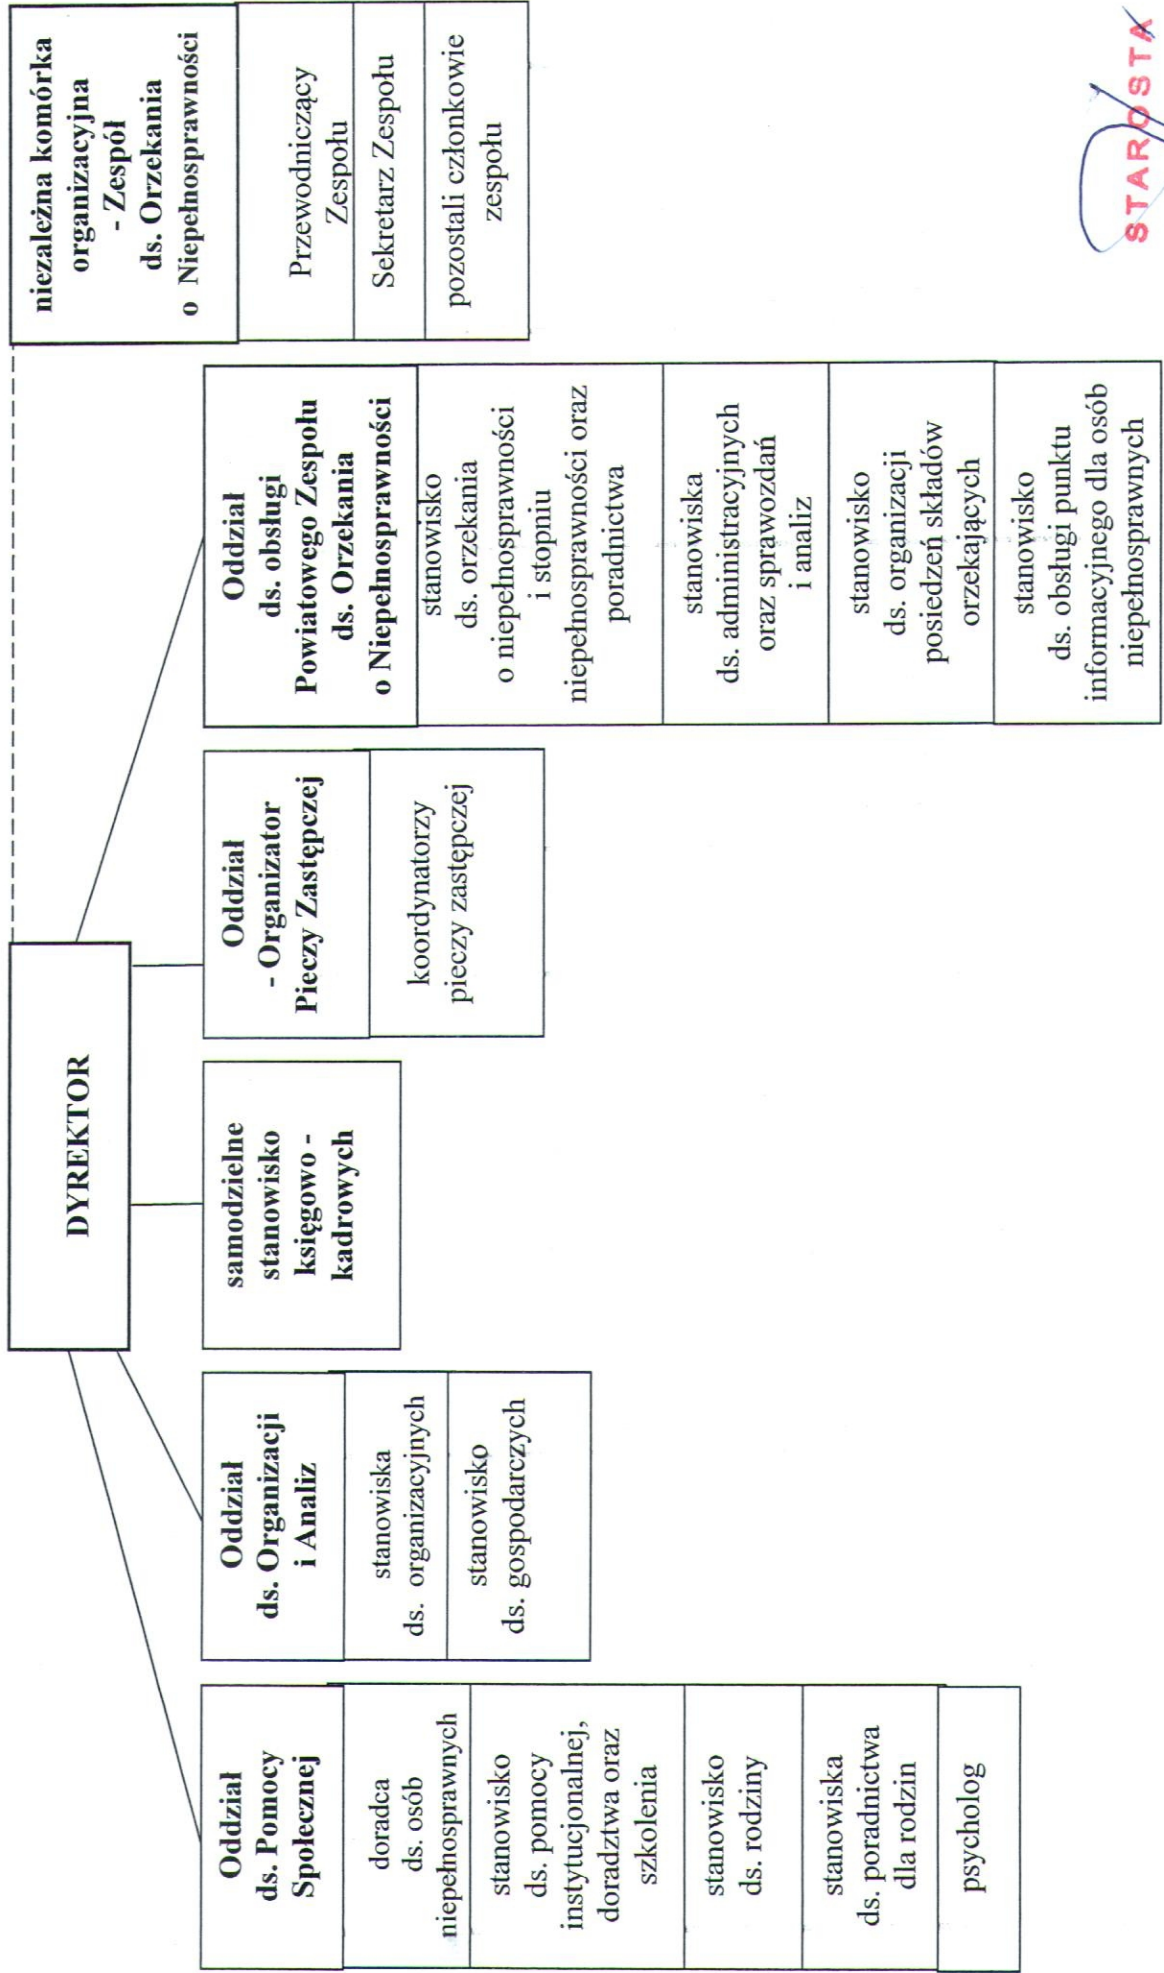 DYREKTOR
niezależna komórka
organizacyjna
- Zespół
ds. Orzekania
o Niepełnosprawności
Przewodniczący
Zespołu
Sekretarz Zespołu
pozostali członkowie
zespołu
Oddział
ds. Pomocy
Społecznej
doradca
ds. osób
niepełnosprawnych
stanowisko
ds. pomocy
instytucjonalnej,
doradztwa oraz
szkolenia
stanowisko
ds. rodziny
stanowiska
ds. poradnictwa
dla rodzin
psycholog
Oddział
ds. Organizacji
i Analiz
stanowiska
ds. organizacyjnych
stanowisko
ds. gospodarczych
samodzielne
stanowisko
księgowo -
kadrowych
Oddział
- Organizator
Pieczy Zastępczej
koordynatorzy
pieczy zastępczej
Oddział
ds. obsługi
Powiatowego Zespołu
ds. Orzekania
o Niepełnosprawności
stanowisko
ds. orzekania
o niepełnosprawności
i stopniu
niepełnosprawności oraz
poradnictwa
stanowiska
ds. administracyjnych
oraz sprawozdań
i analiz
stanowisko
ds. organizacji
posiedzeń składów
orzekających
stanowisko
ds. obsługi punktu
informacyjnego dla osób
niepełnosprawnych
STAROSTA